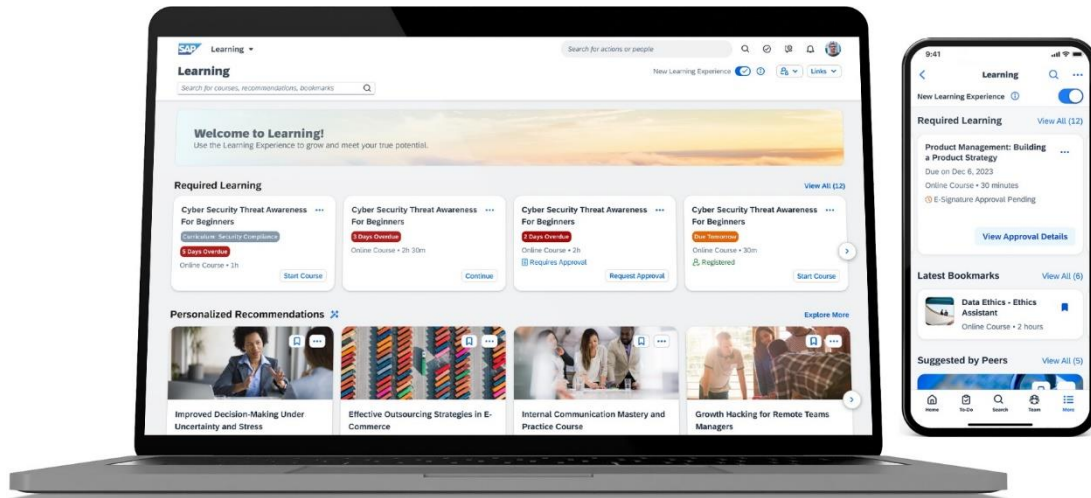 SAP Learning
Search for actions or people
Learning
New Learning Experience
Links
Search for courses, recommendations, bookmarks
Welcome to Learning!
Use the Learning Experience to grow and meet your true potential.
Required Learning
View All (12)
Cyber Security Threat Awareness
For Beginners
Curriculum: Security Compliance
5 Days Overdue
Online Course • 1h
Start Course
Cyber Security Threat Awareness
For Beginners
3 Days Overdue
Online Course • 2h 30m
Continue
Cyber Security Threat Awareness
For Beginners
2 Days Overdue
Online Course • 2h
Requires Approval
Request Approval
Cyber Security Threat Awareness
For Beginners
Due Tomorrow
Online Course • 30m
Registered
Start Course
Personalized Recommendations
Explore More
Improved Decision-Making Under
Uncertainty and Stress
Effective Outsourcing Strategies in E-
Commerce
Internal Communication Mastery and
Practice Course
Growth Hacking for Remote Teams
Managers
9:41
Learning
New Learning Experience
Required Learning
View All (12)
Product Management: Building
a Product Strategy
Due on Dec 6, 2023
Online Course • 30 minutes
E-Signature Approval Pending
View Approval Details
Latest Bookmarks
View All (6)
Data Ethics - Ethics
Assistant
Online Course • 2 hours
Suggested by Peers
View All (5)
Home
To-Do
Search
Team
More